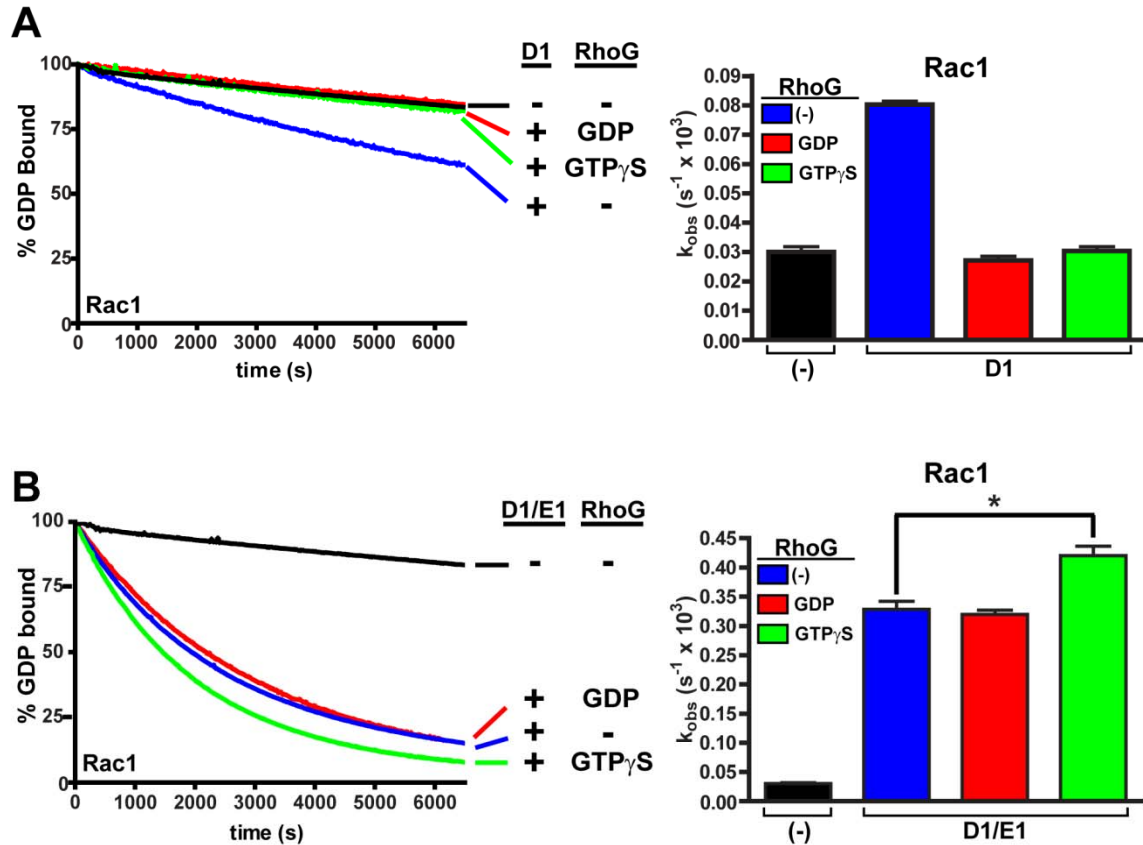 A
D1 RhoG
100
75
50
25
0
% GDP Bound
- -
+ GDP
+ GTPγS
+ -
Rac1
0 1000 2000 3000 4000 5000 6000
time (s)
Rac1
RhoG
(-)
GDP
GTPγS
0.09
0.08
0.07
0.06
0.05
0.04
0.03
0.02
0.01
0.00
k_obs (s⁻¹ x 10³)
(-) D1
B
D1/E1 RhoG
100
75
50
25
0
% GDP bound
- -
+ GDP
+ -
+ GTPγS
Rac1
0 1000 2000 3000 4000 5000 6000
time (s)
Rac1
*
RhoG
(-)
GDP
GTPγS
0.45
0.40
0.35
0.30
0.25
0.20
0.15
0.10
0.05
0.00
k_obs (s⁻¹ x 10³)
(-) D1/E1